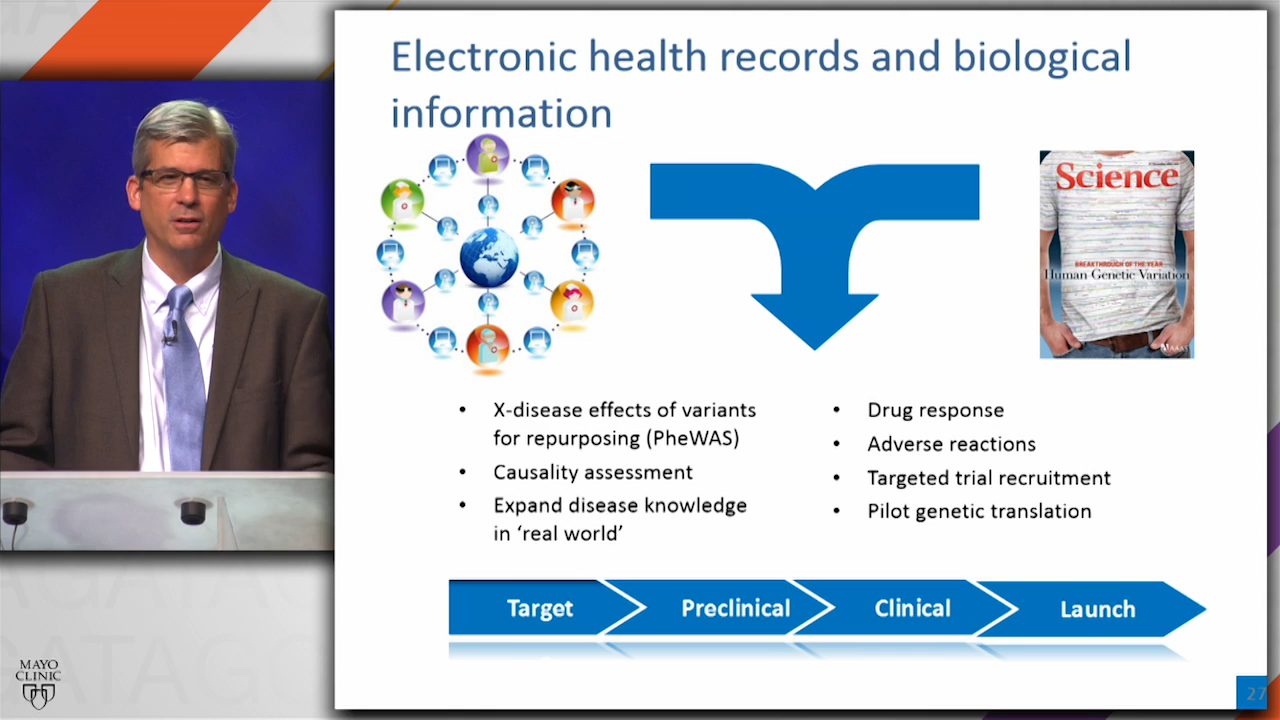 Electronic health records and biological
information
Science
BREAKTHROUGH OF THE YEAR
Human Genetic Variation
AAAS
• X-disease effects of variants
for repurposing (PheWAS)
• Causality assessment
• Expand disease knowledge
in ‘real world’
• Drug response
• Adverse reactions
• Targeted trial recruitment
• Pilot genetic translation
Target
Preclinical
Clinical
Launch
MAYO
CLINIC
27